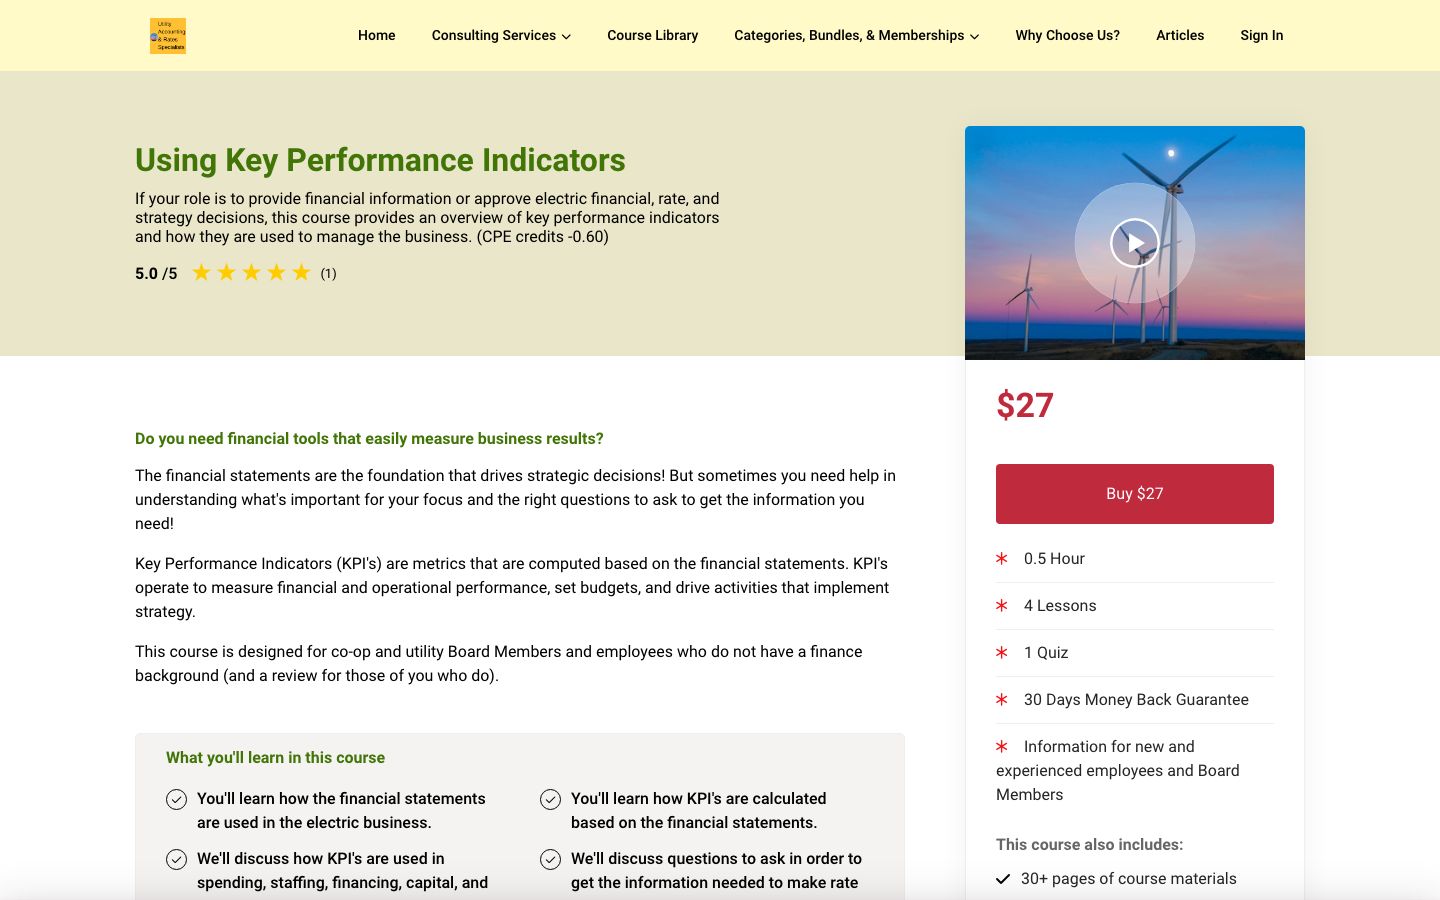 Utility
Accounting
& Rates
Specialists
Home
Consulting Services
Course Library
Categories, Bundles, & Memberships
Why Choose Us?
Articles
Sign In
Using Key Performance Indicators
If your role is to provide financial information or approve electric financial, rate, and
strategy decisions, this course provides an overview of key performance indicators
and how they are used to manage the business. (CPE credits -0.60)
5.0 /5 (1)
$27
Buy $27
0.5 Hour
4 Lessons
1 Quiz
30 Days Money Back Guarantee
Information for new and
experienced employees and Board
Members
This course also includes:
30+ pages of course materials
Do you need financial tools that easily measure business results?
The financial statements are the foundation that drives strategic decisions! But sometimes you need help in
understanding what's important for your focus and the right questions to ask to get the information you
need!
Key Performance Indicators (KPI's) are metrics that are computed based on the financial statements. KPI's
operate to measure financial and operational performance, set budgets, and drive activities that implement
strategy.
This course is designed for co-op and utility Board Members and employees who do not have a finance
background (and a review for those of you who do).
What you'll learn in this course
You'll learn how the financial statements
are used in the electric business.
You'll learn how KPI's are calculated
based on the financial statements.
We'll discuss how KPI's are used in
spending, staffing, financing, capital, and
We'll discuss questions to ask in order to
get the information needed to make rate